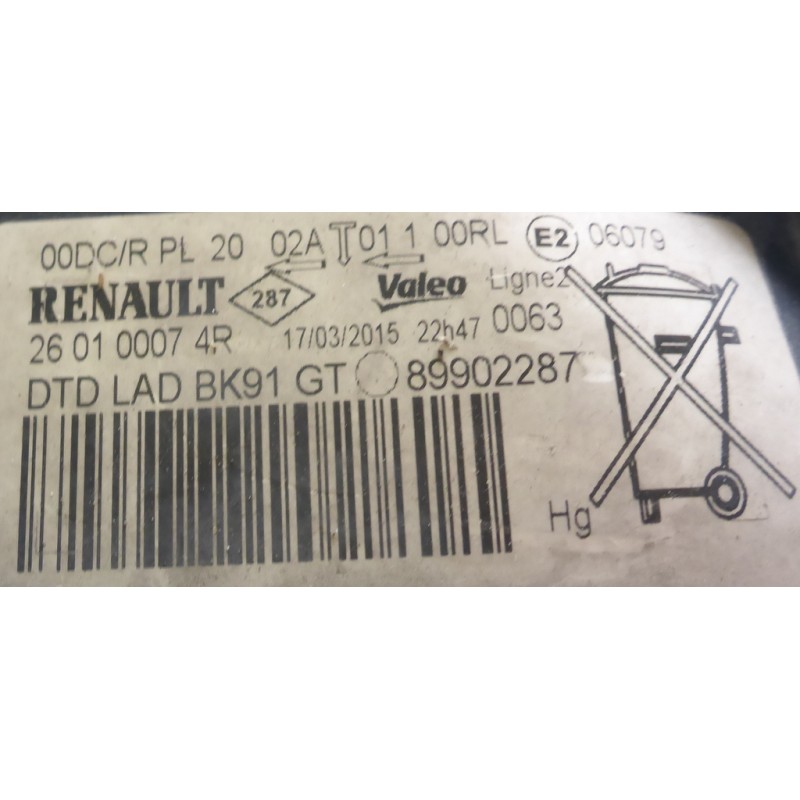 00DC/R PL 20 02A 01 1 00RL E2 06079
RENAULT 287 Valeo Ligne2
26 01 0007 4R 17/03/2015 22h47 0063
DTD LAD BK91 GT 89902287
Hg